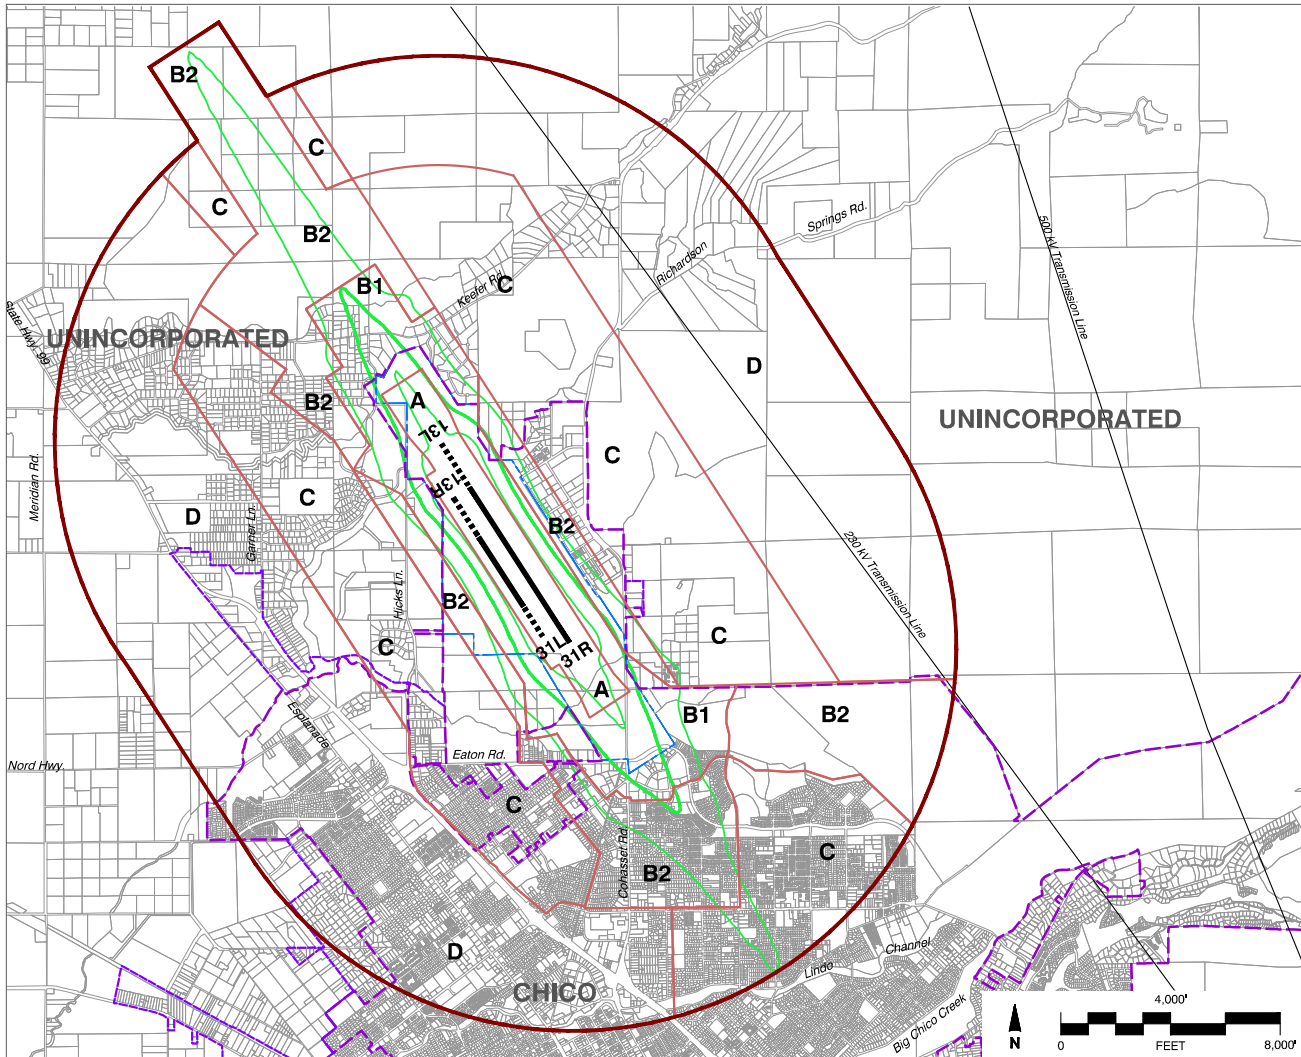 B2
C
C
B2
Springs Rd.
500 kV Transmission Line
Richardson
B1
Keefer Rd.
C
State Hwy. 99
UNINCORPORATED
D
B2
A
UNINCORPORATED
13L
C
Meridian Rd.
13R
C
D
Garner Ln.
B2
230 kV Transmission Line
Hicks Ln.
B2
C
C
31L
31R
A
B1
B2
Esplanade
Eaton Rd.
Nord Hwy.
C
Cohasset Rd.
C
B2
D
Lindo
Channel
CHICO
Big Chico Creek
4,000'
N
0
FEET
8,000'